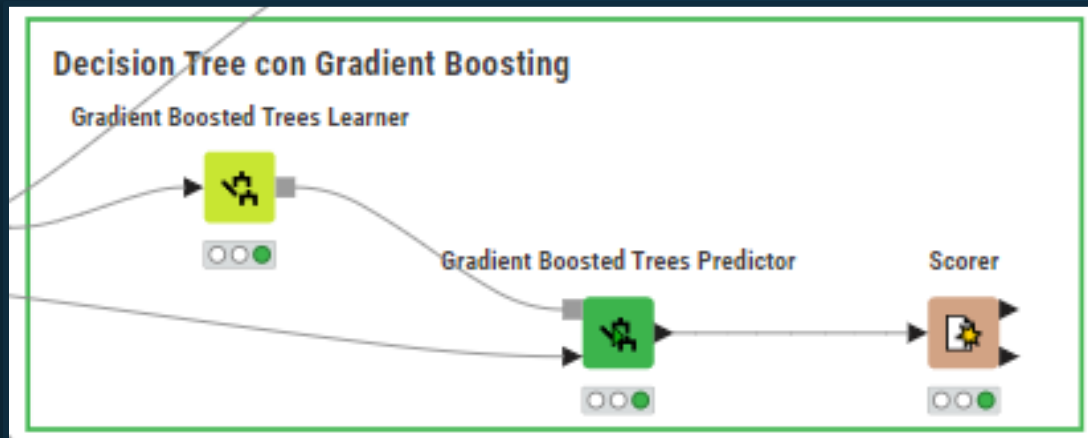 Decision Tree con Gradient Boosting
Gradient Boosted Trees Learner
Gradient Boosted Trees Predictor
Scorer